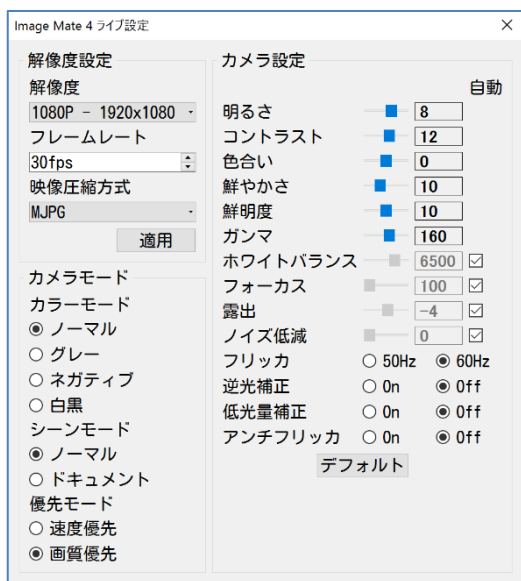 Image Mate 4 ライブ設定
解像度設定
解像度
1080P - 1920x1080
フレームレート
30fps
映像圧縮方式
MJPG
適用
カメラモード
カラーモード
ノーマル
グレー
ネガティブ
白黒
シーンモード
ノーマル
ドキュメント
優先モード
速度優先
画質優先
カメラ設定
自動
明るさ 8
コントラスト 12
色合い 0
鮮やかさ 10
鮮明度 10
ガンマ 160
ホワイトバランス 6500
フォーカス 100
露出 -4
ノイズ低減 0
フリッカ 50Hz 60Hz
逆光補正 On Off
低光量補正 On Off
アンチフリッカ On Off
デフォルト